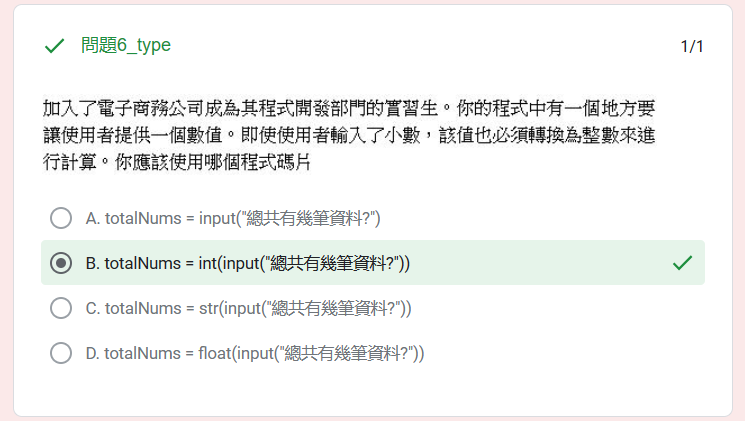 問題6_type
1/1
加入了電子商務公司成為其程式開發部門的實習生。你的程式中有一個地方要
讓使用者提供一個數值。即使使用者輸入了小數，該值也必須轉換為整數來進
行計算。你應該使用哪個程式碼片
A. totalNums = input("總共有幾筆資料?")
B. totalNums = int(input("總共有幾筆資料?"))
C. totalNums = str(input("總共有幾筆資料?"))
D. totalNums = float(input("總共有幾筆資料?"))